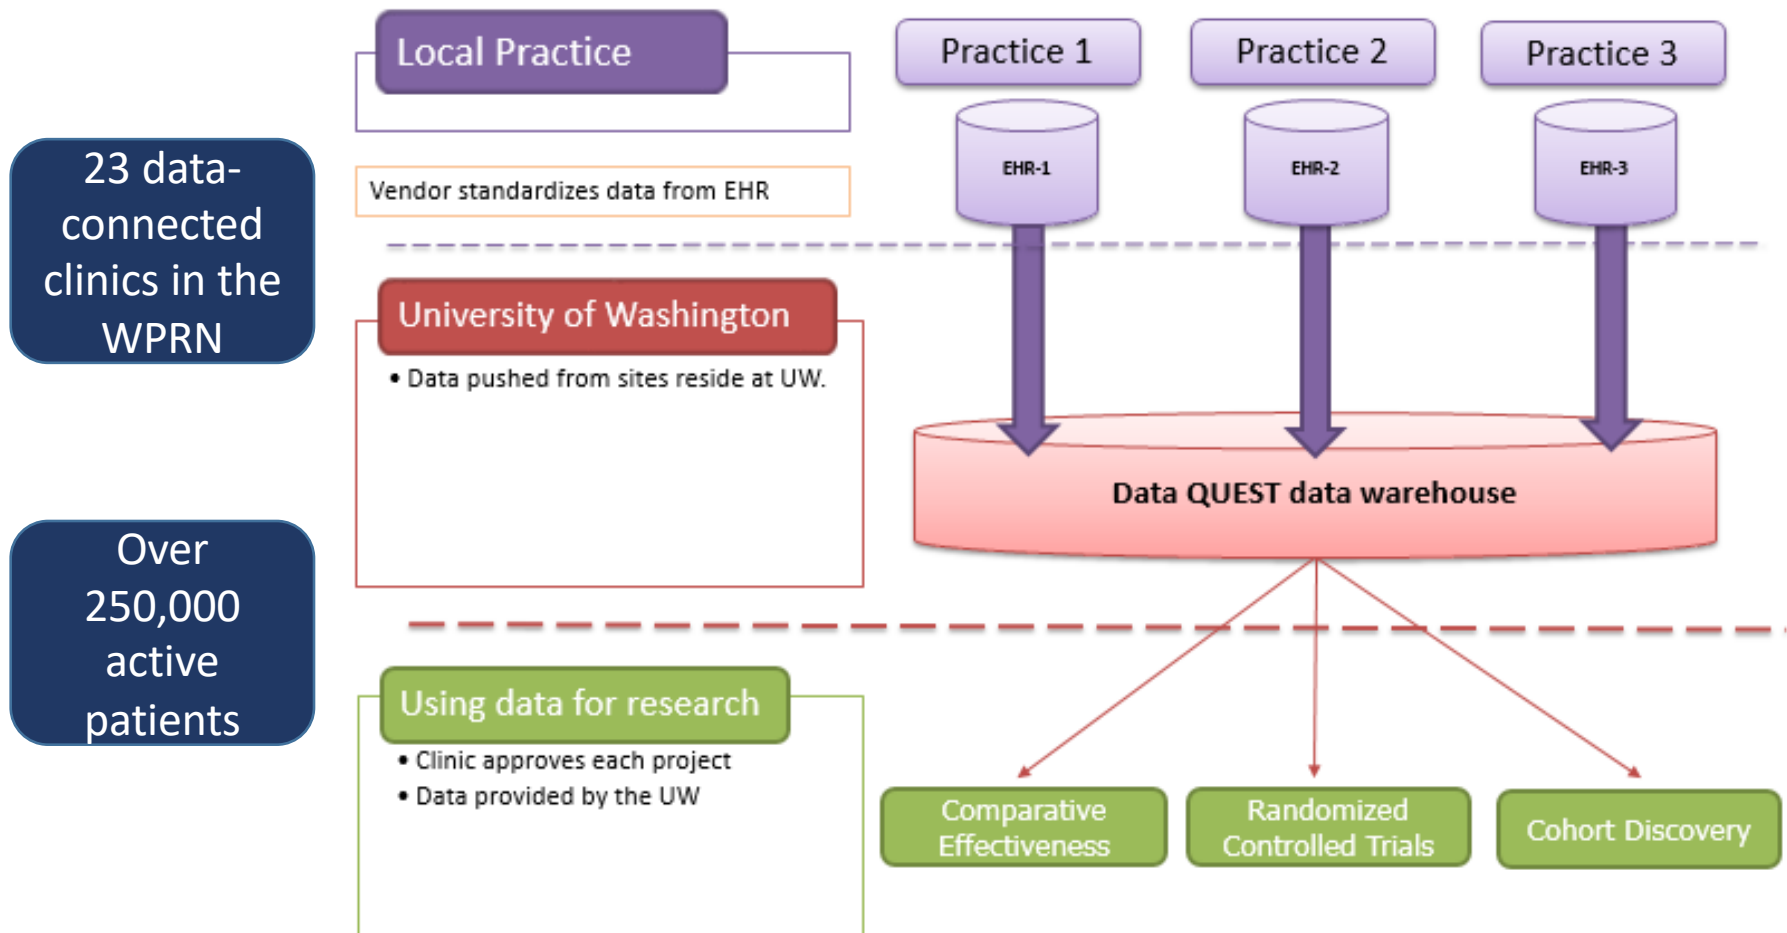 23 data-
connected
clinics in the
WPRN
Over
250,000
active
patients
Local Practice
Vendor standardizes data from EHR
University of Washington
• Data pushed from sites reside at UW.
Using data for research
• Clinic approves each project
• Data provided by the UW
Practice 1
Practice 2
Practice 3
EHR-1
EHR-2
EHR-3
Data QUEST data warehouse
Comparative
Effectiveness
Randomized
Controlled Trials
Cohort Discovery